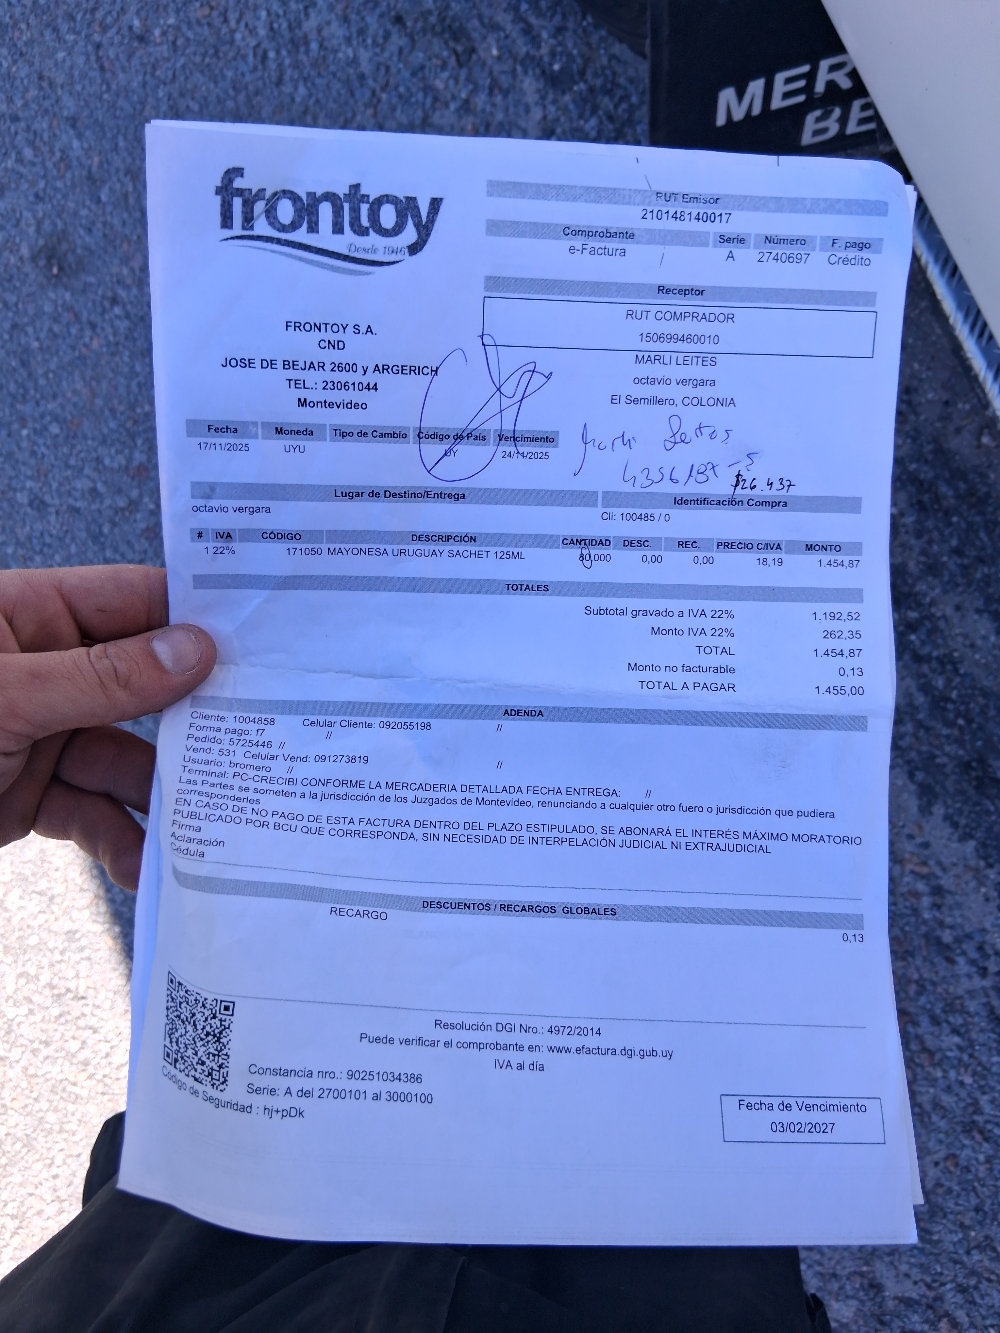 MER
BE
frontoy
Desde 1946
FRONTOY S.A.
CND
JOSE DE BEJAR 2600 y ARGERICH
TEL.: 23061044
Montevideo
RUT Emisor
210148140017
Comprobante Serie Número F. pago
e-Factura A 2740697 Crédito
Receptor
RUT COMPRADOR
150699460010
MARLI LEITES
octavio vergara
El Semillero, COLONIA
Fecha Moneda Tipo de Cambio Código de País Vencimiento
17/11/2025 UYU UY 24/11/2025
$26.437
Lugar de Destino/Entrega Identificación Compra
octavio vergara Cli: 100485 / 0
# IVA CÓDIGO DESCRIPCIÓN CANTIDAD DESC. REC. PRECIO C/IVA MONTO
1 22% 171050 MAYONESA URUGUAY SACHET 125ML 80,000 0,00 0,00 18,19 1.454,87
TOTALES
Subtotal gravado a IVA 22% 1.192,52
Monto IVA 22% 262,35
TOTAL 1.454,87
Monto no facturable 0,13
TOTAL A PAGAR 1.455,00
ADENDA
Cliente: 1004858 Celular Cliente: 092055198 //
Forma pago: f7 //
Pedido: 5725446 //
Vend: 531 Celular Vend: 091273819 //
Usuario: bromero //
Terminal: PC-CRECIBI CONFORME LA MERCADERIA DETALLADA FECHA ENTREGA: //
Las Partes se someten a la jurisdicción de los Juzgados de Montevideo, renunciando a cualquier otro fuero o jurisdicción que pudiera
corresponderles
EN CASO DE NO PAGO DE ESTA FACTURA DENTRO DEL PLAZO ESTIPULADO, SE ABONARÁ EL INTERÉS MÁXIMO MORATORIO
PUBLICADO POR BCU QUE CORRESPONDA, SIN NECESIDAD DE INTERPELACIÓN JUDICIAL NI EXTRAJUDICIAL
Firma
Aclaración
Cédula
DESCUENTOS / RECARGOS GLOBALES
RECARGO 0,13
Resolución DGI Nro.: 4972/2014
Puede verificar el comprobante en: www.efactura.dgi.gub.uy
IVA al día
Constancia nro.: 90251034386
Serie: A del 2700101 al 3000100
Código de Seguridad : hj+pDk
Fecha de Vencimiento
03/02/2027